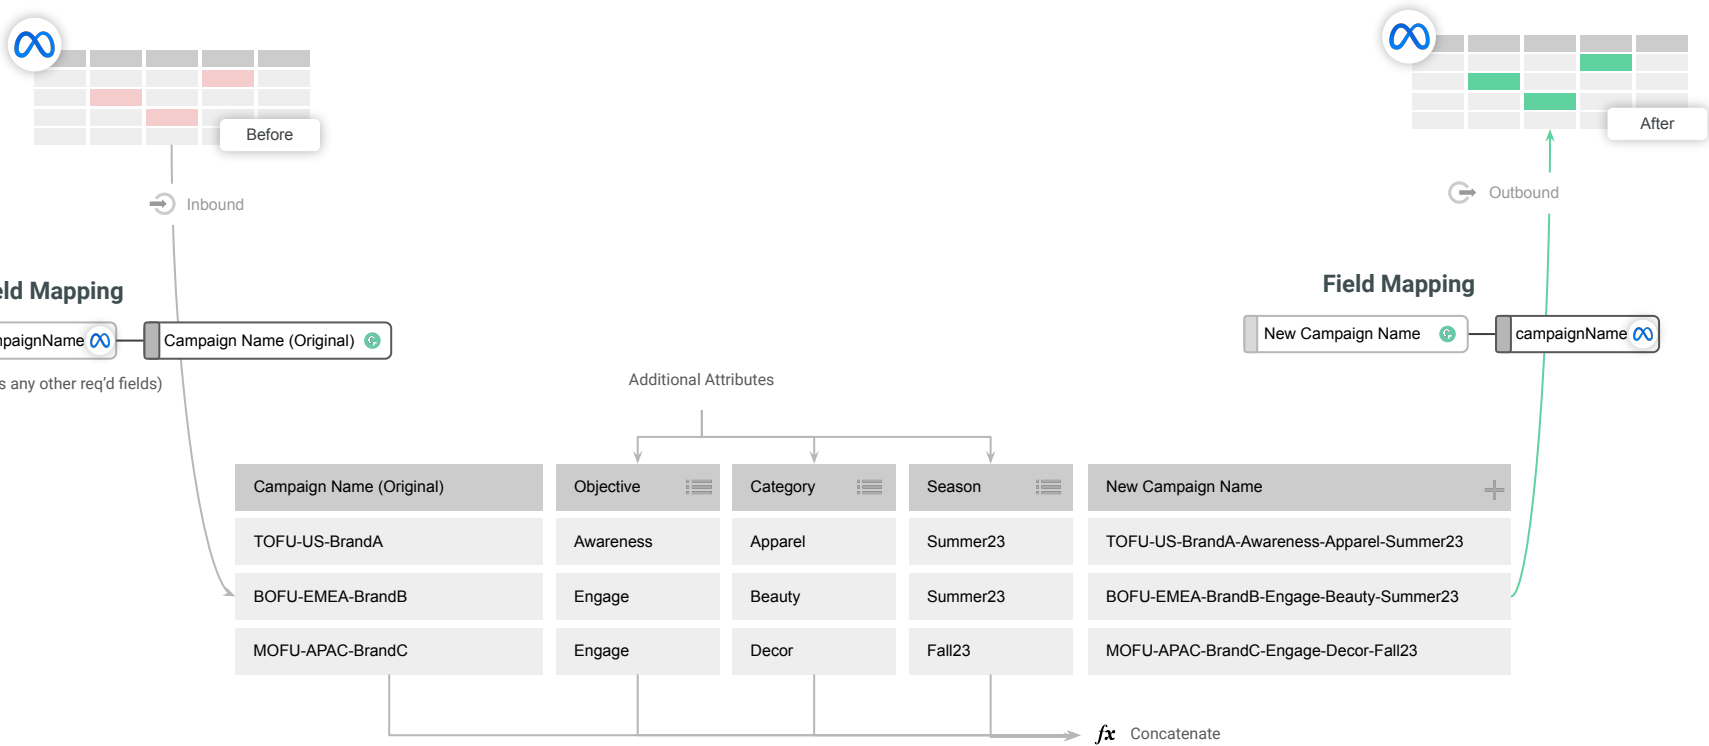 Before
After
Inbound
Outbound
eld Mapping
Field Mapping
npaignName
Campaign Name (Original)
New Campaign Name
campaignName
s any other req'd fields)
Additional Attributes
Campaign Name (Original) Objective Category Season New Campaign Name
TOFU-US-BrandA Awareness Apparel Summer23 TOFU-US-BrandA-Awareness-Apparel-Summer23
BOFU-EMEA-BrandB Engage Beauty Summer23 BOFU-EMEA-BrandB-Engage-Beauty-Summer23
MOFU-APAC-BrandC Engage Decor Fall23 MOFU-APAC-BrandC-Engage-Decor-Fall23
fx Concatenate